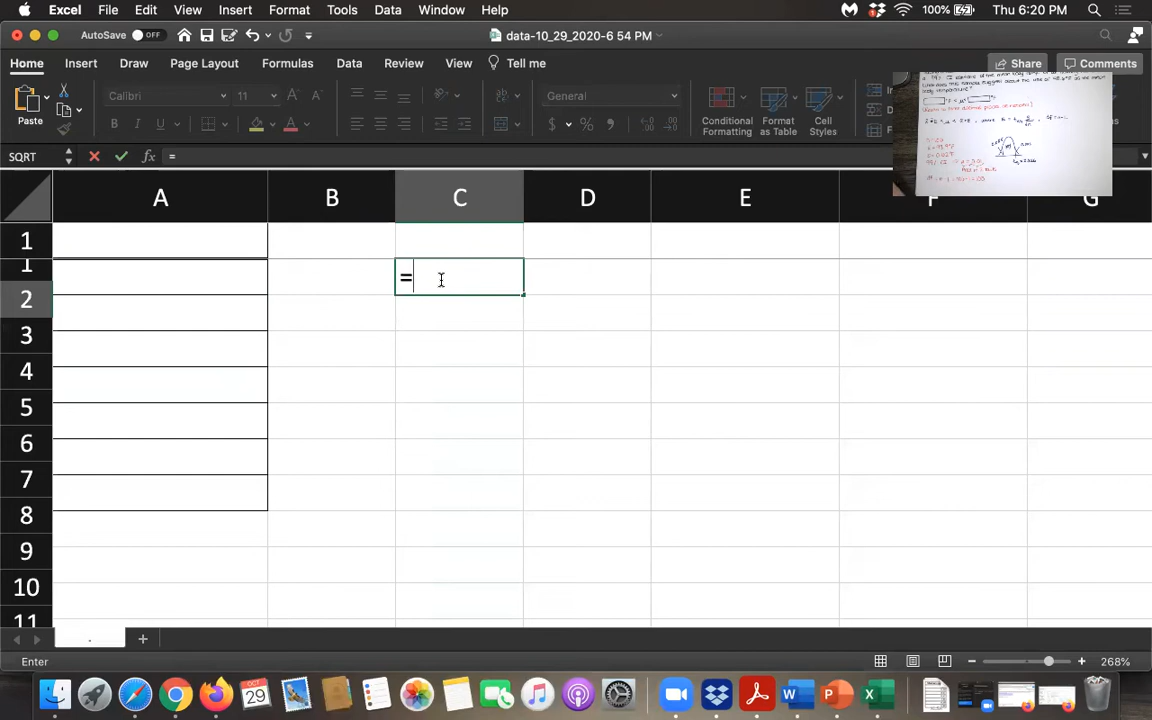 Excel File Edit View Insert Format Tools Data Window Help 100% Thu 6:20 PM
AutoSave OFF data-10_29_2020-6 54 PM
Home Insert Draw Page Layout Formulas Data Review View Tell me Share Comments
Paste Calibri 11 General Conditional Formatting Format as Table Cell Styles
B I U $ % A
SQRT fx =
A B C D E F G
1
1 =
2
3
4
5
6
7
8
9
10
11
Enter 268%
OCT 29